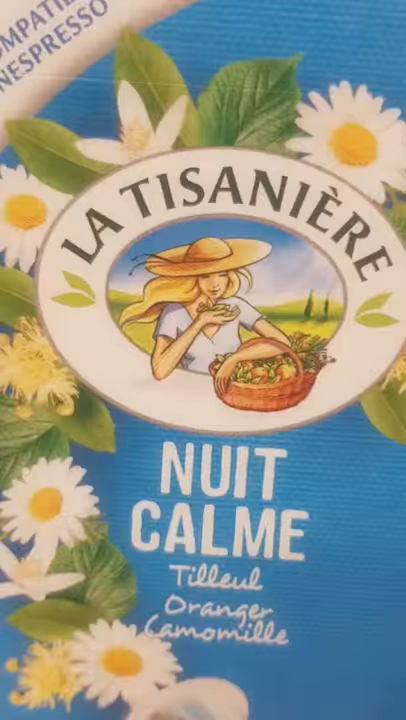 COMPATIBLE
NESPRESSO
LA TISANIÈRE
NUIT
CALME
Tilleul
Oranger
Camomille